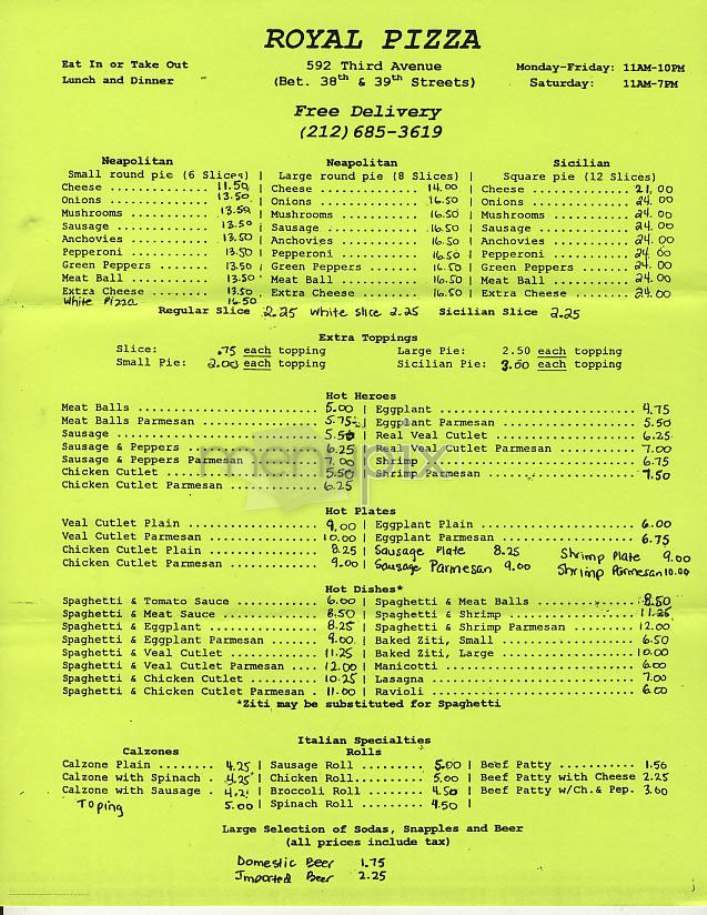 ROYAL PIZZA
Eat In or Take Out 592 Third Avenue Monday-Friday: 11AM-10PM
Lunch and Dinner (Bet. 38th & 39th Streets) Saturday: 11AM-7PM
Free Delivery
(212) 685-3619
Neapolitan Neapolitan Sicilian
Small round pie (6 Slices) | Large round pie (8 Slices) | Square pie (12 Slices)
Cheese ............ 11.50 | Cheese ............. 14.00 | Cheese ............ 21.00
Onions ............ 13.50 | Onions ............. 16.50 | Onions ............ 24.00
Mushrooms ......... 13.50 | Mushrooms .......... 16.50 | Mushrooms ......... 24.00
Sausage ........... 13.50 | Sausage ............ 16.50 | Sausage ........... 24.00
Anchovies ......... 13.50 | Anchovies .......... 16.50 | Anchovies ......... 24.00
Pepperoni ......... 13.50 | Pepperoni .......... 16.50 | Pepperoni ......... 24.00
Green Peppers ..... 13.50 | Green Peppers ...... 16.50 | Green Peppers ..... 24.00
Meat Ball ......... 13.50 | Meat Ball .......... 16.50 | Meat Ball ......... 24.00
Extra Cheese ...... 13.50 | Extra Cheese ....... 16.50 | Extra Cheese ...... 24.00
White Pizza 16.50
Regular Slice 2.25 White slice 2.25 Sicilian Slice 2.25
Extra Toppings
Slice: .75 each topping Large Pie: 2.50 each topping
Small Pie: 2.00 each topping Sicilian Pie: 3.00 each topping
Hot Heroes
Meat Balls ........................ 5.00 | Eggplant ........................... 4.75
Meat Balls Parmesan ............... 5.75 | Eggplant Parmesan .................. 5.50
Sausage ........................... 5.50 | Real Veal Cutlet ................... 6.25
Sausage & Peppers ................. 6.25 | Real Veal Cutlet Parmesan .......... 7.00
Sausage & Peppers Parmesan ........ 7.00 | Shrimp ............................. 6.75
Chicken Cutlet .................... 5.50 | Shrimp Parmesan .................... 7.50
Chicken Cutlet Parmesan ........... 6.25
menupix
Hot Plates
Veal Cutlet Plain ................. 9.00 | Eggplant Plain ..................... 6.00
Veal Cutlet Parmesan .............. 10.00 | Eggplant Parmesan .................. 6.75
Chicken Cutlet Plain .............. 8.25 | Sausage Plate 8.25 Shrimp Plate 9.00
Chicken Cutlet Parmesan ........... 9.00 | Sausage Parmesan 9.00 Shrimp Parmesan 10.00
Hot Dishes*
Spaghetti & Tomato Sauce .......... 6.00 | Spaghetti & Meat Balls ............. 8.50
Spaghetti & Meat Sauce ............ 8.50 | Spaghetti & Shrimp ................. 11.25
Spaghetti & Eggplant .............. 8.25 | Spaghetti & Shrimp Parmesan ........ 12.00
Spaghetti & Eggplant Parmesan ..... 9.00 | Baked Ziti, Small .................. 6.50
Spaghetti & Veal Cutlet ........... 11.25 | Baked Ziti, Large .................. 10.00
Spaghetti & Veal Cutlet Parmesan .... 12.00 | Manicotti .......................... 6.00
Spaghetti & Chicken Cutlet ........ 10.25 | Lasagna ............................ 7.00
Spaghetti & Chicken Cutlet Parmesan . 11.00 | Ravioli ............................ 6.00
*Ziti may be substituted for Spaghetti
Italian Specialties
Calzones Rolls
Calzone Plain ........ 4.25 | Sausage Roll ........ 5.00 | Beef Patty ........... 1.50
Calzone with Spinach . 4.25 | Chicken Roll......... 5.00 | Beef Patty with Cheese 2.25
Calzone with Sausage . 4.2 | Broccoli Roll ....... 4.50 | Beef Patty w/Ch.& Pep. 3.00
Toping 5.00 | Spinach Roll ........ 4.50 |
Large Selection of Sodas, Snapples and Beer
(all prices include tax)
Domestic Beer 1.75
Imported Beer 2.25